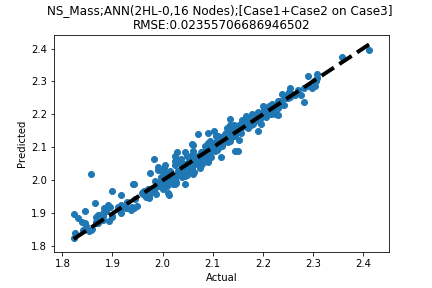 NS_Mass;ANN(2HL-0,16 Nodes);[Case1+Case2 on Case3]
RMSE:0.02355706686946502
2.4
2.3
2.2
2.1
2.0
1.9
1.8
Predicted
1.8 1.9 2.0 2.1 2.2 2.3 2.4
Actual